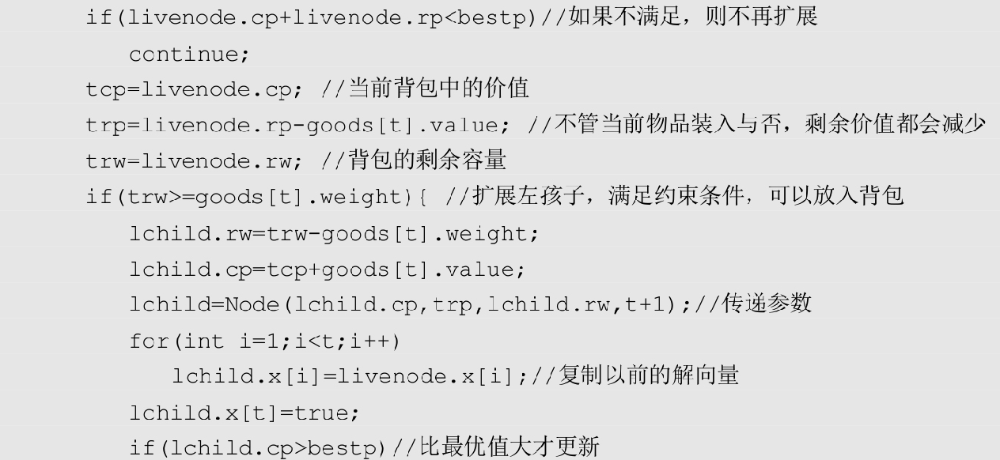 if(livenode.cp+livenode.rp<bestp)//如果不满足，则不再扩展
continue;
tcp=livenode.cp; //当前背包中的价值
trp=livenode.rp-goods[t].value; //不管当前物品装入与否，剩余价值都会减少
trw=livenode.rw; //背包的剩余容量
if(trw>=goods[t].weight){ //扩展左孩子，满足约束条件，可以放入背包
lchild.rw=trw-goods[t].weight;
lchild.cp=tcp+goods[t].value;
lchild=Node(lchild.cp,trp,lchild.rw,t+1);//传递参数
for(int i=1;i<t;i++)
lchild.x[i]=livenode.x[i];//复制以前的解向量
lchild.x[t]=true;
if(lchild.cp>bestp)//比最优值大才更新